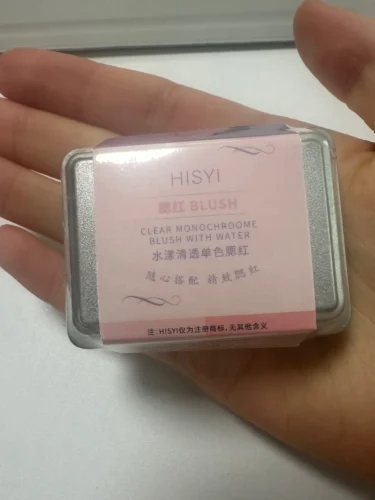 HISYI
腮红 BLUSH
CLEAR MONOCHROOME
BLUSH WITH WATER
水漾清透单色腮红
随心搭配 精致腮红
注: HISYI仅为注册商标,无其他含义